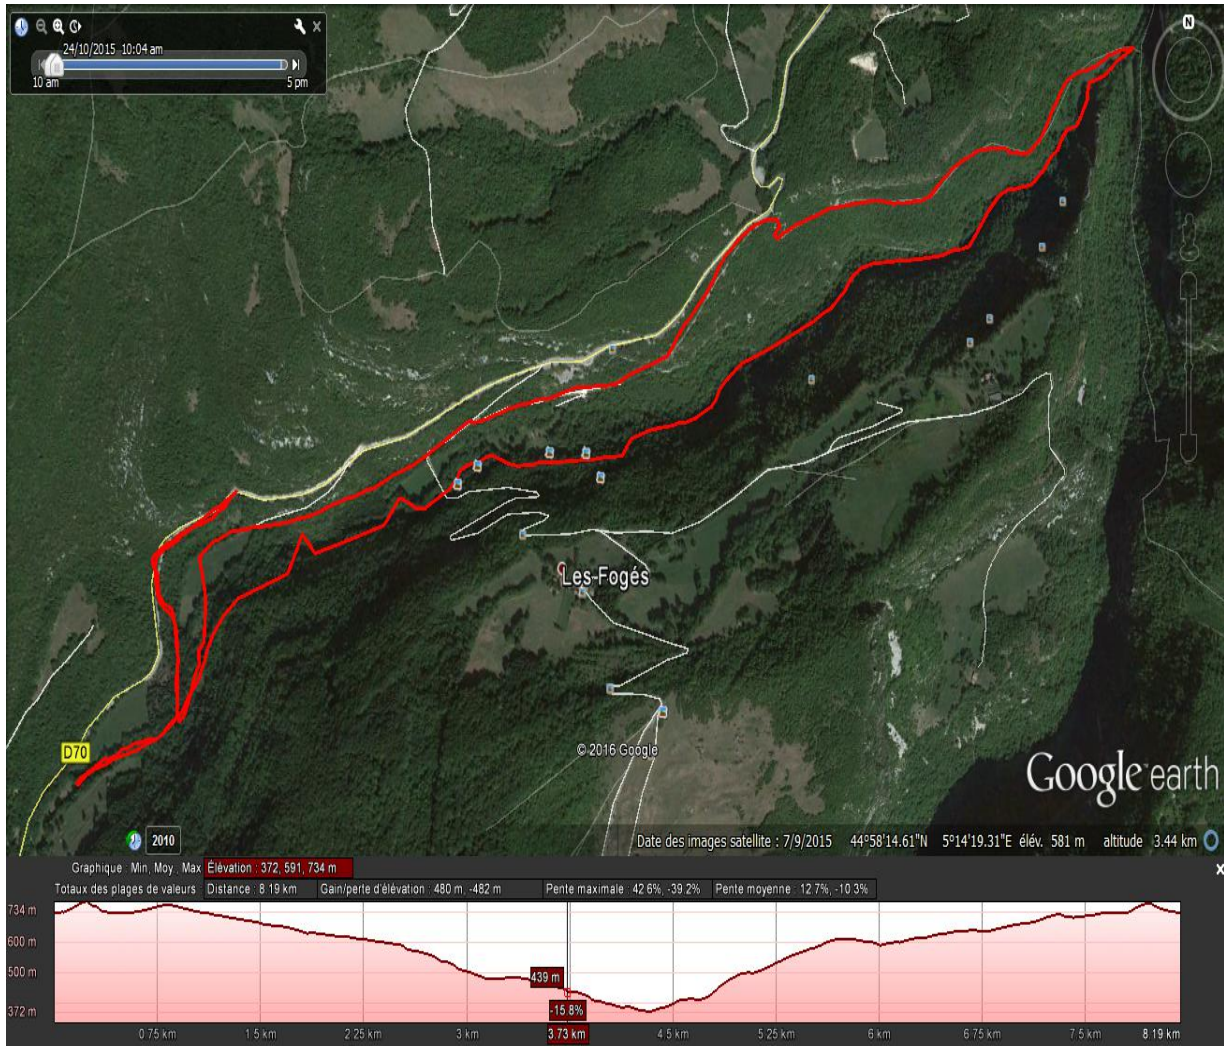 24/10/2015 10:04 am
10 am 5 pm
N
Les-Fogés
D70
© 2016 Google
Google earth
2010
Date des images satellite : 7/9/2015 44°58'14.61"N 5°14'19.31"E élév. 581 m altitude 3.44 km
Graphique : Min, Moy., Max Élévation : 372, 591, 734 m
Totaux des plages de valeurs : Distance : 8.19 km Gain/perte d'élévation : 480 m, -482 m Pente maximale : 42.6%, -39.2% Pente moyenne : 12.7%, -10.3%
734 m
600 m
500 m
439 m
-15.8%
372 m
0.75 km 1.5 km 2.25 km 3 km 3.73 km 4.5 km 5.25 km 6 km 6.75 km 7.5 km 8.19 km